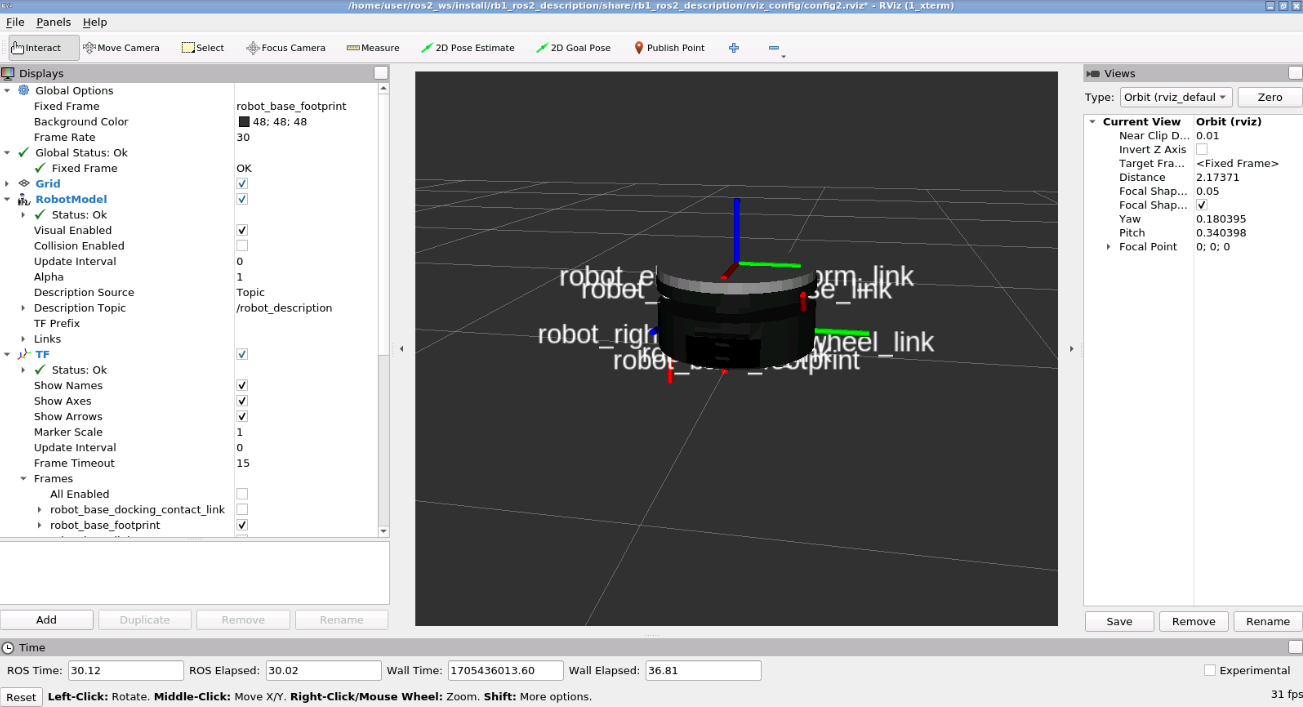 /home/user/ros2_ws/install/rb1_ros2_description/share/rb1_ros2_description/rviz_config/config2.rviz* - RViz (1_xterm)
File Panels Help
Interact Move Camera Select Focus Camera Measure 2D Pose Estimate 2D Goal Pose Publish Point
Displays
Global Options
Fixed Frame robot_base_footprint
Background Color 48; 48; 48
Frame Rate 30
Global Status: Ok
Fixed Frame OK
Grid
RobotModel
Status: Ok
Visual Enabled
Collision Enabled
Update Interval 0
Alpha 1
Description Source Topic
Description Topic /robot_description
TF Prefix
Links
TF
Status: Ok
Show Names
Show Axes
Show Arrows
Marker Scale 1
Update Interval 0
Frame Timeout 15
Frames
All Enabled
robot_base_docking_contact_link
robot_base_footprint
Add Duplicate Remove Rename
robot_e orm_link
robot_ se_link
robot_righ wheel_link
robot_b otprint
Views
Type: Orbit (rviz_defaul Zero
Current View Orbit (rviz)
Near Clip D... 0.01
Invert Z Axis
Target Fra... <Fixed Frame>
Distance 2.17371
Focal Shap... 0.05
Focal Shap...
Yaw 0.180395
Pitch 0.340398
Focal Point 0; 0; 0
Save Remove Rename
Time
ROS Time: 30.12 ROS Elapsed: 30.02 Wall Time: 1705436013.60 Wall Elapsed: 36.81 Experimental
Reset Left-Click: Rotate. Middle-Click: Move X/Y. Right-Click/Mouse Wheel: Zoom. Shift: More options. 31 fps